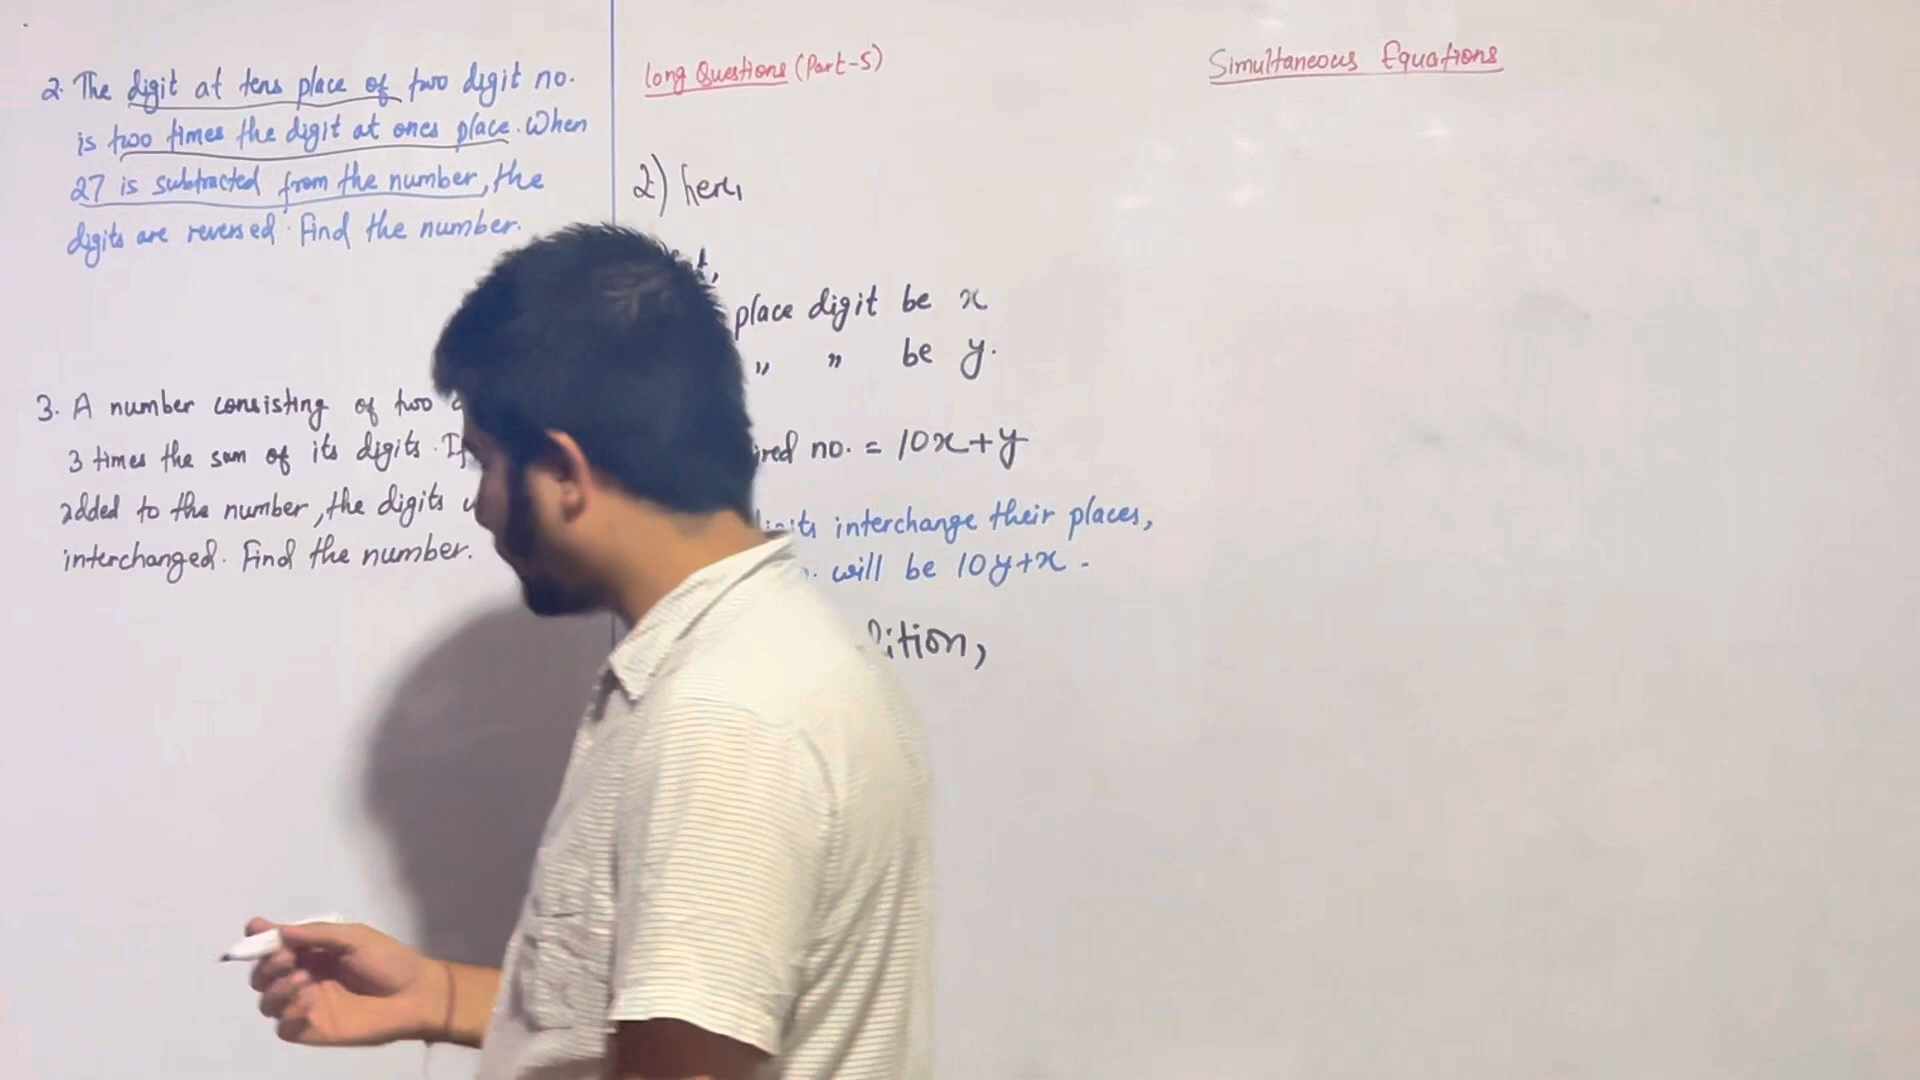 2. The digit at tens place of two digit no.
is two times the digit at ones place. When
27 is subtracted from the number, the
digits are reversed. Find the number.
3. A number consisting of two
3 times the sum of its digits. If
added to the number, the digits
interchanged. Find the number.
Long Questions (Part-5)
2) here,
place digit be x
„ „ be y.
no. = 10x+y
interchange their places,
will be 10y+x.
Simultaneous Equations